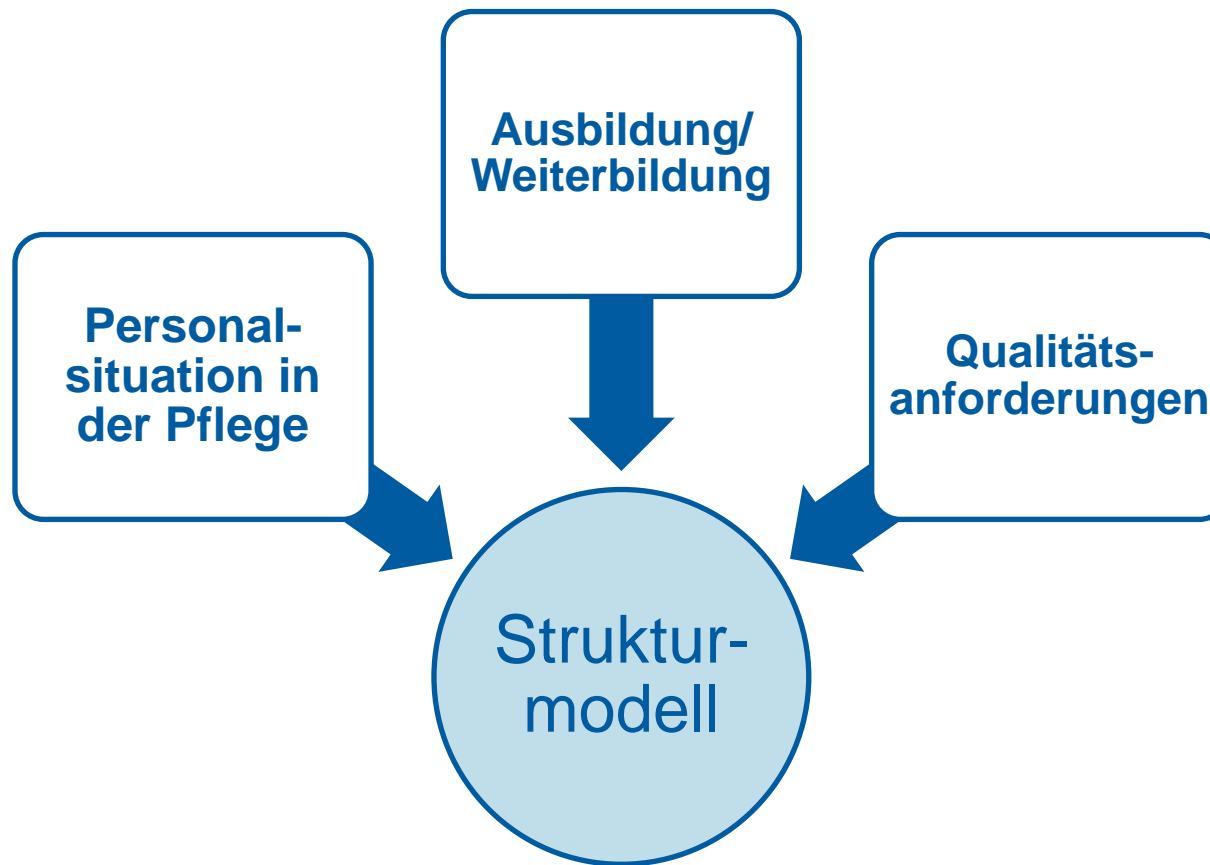 Ausbildung/
Weiterbildung
Personal-
situation in
der Pflege
Qualitäts-
anforderungen
Struktur-
modell